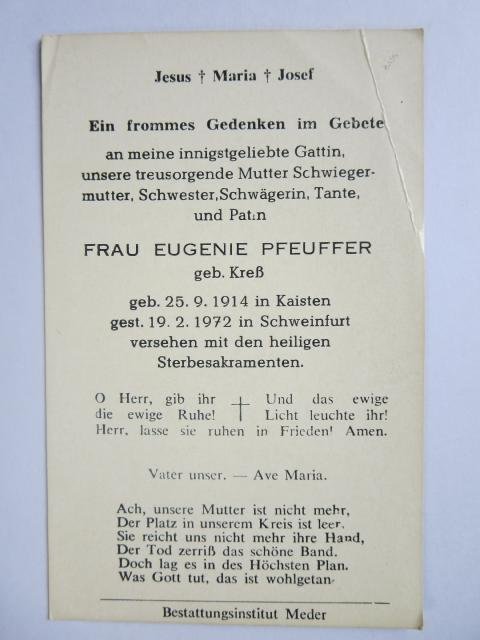 Jesus † Maria † Josef
Ein frommes Gedenken im Gebete
an meine innigstgeliebte Gattin,
unsere treusorgende Mutter Schwieger-
mutter, Schwester,Schwägerin, Tante,
und Patin
FRAU EUGENIE PFEUFFER
geb. Kreß
geb. 25. 9. 1914 in Kaisten
gest. 19. 2. 1972 in Schweinfurt
versehen mit den heiligen
Sterbesakramenten.
O Herr, gib ihr † Und das ewige
die ewige Ruhe! Licht leuchte ihr!
Herr, lasse sie ruhen in Frieden! Amen.
Vater unser. — Ave Maria.
Ach, unsere Mutter ist nicht mehr,
Der Platz in unserem Kreis ist leer.
Sie reicht uns nicht mehr ihre Hand,
Der Tod zerriß das schöne Band.
Doch lag es in des Höchsten Plan.
Was Gott tut, das ist wohlgetan.
Bestattungsinstitut Meder